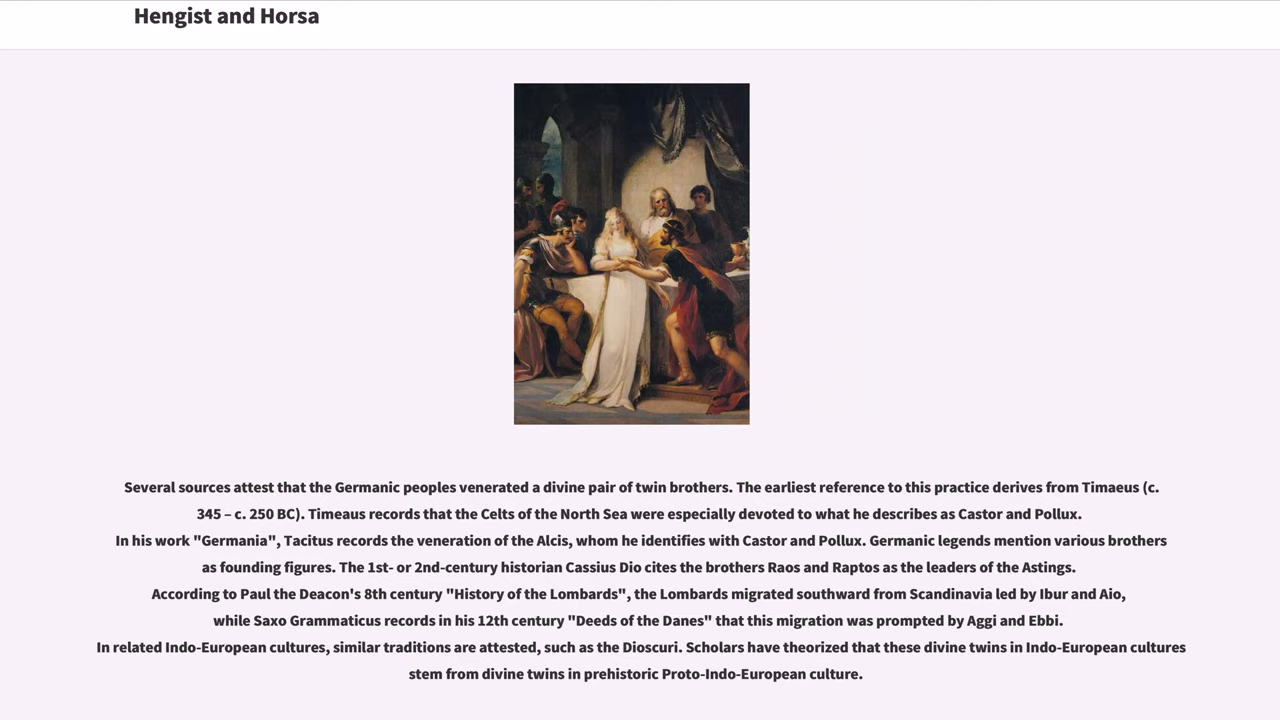 Hengist and Horsa
Several sources attest that the Germanic peoples venerated a divine pair of twin brothers. The earliest reference to this practice derives from Timaeus (c.
345 – c. 250 BC). Timeaus records that the Celts of the North Sea were especially devoted to what he describes as Castor and Pollux.
In his work "Germania", Tacitus records the veneration of the Alcis, whom he identifies with Castor and Pollux. Germanic legends mention various brothers
as founding figures. The 1st- or 2nd-century historian Cassius Dio cites the brothers Raos and Raptos as the leaders of the Astings.
According to Paul the Deacon's 8th century "History of the Lombards", the Lombards migrated southward from Scandinavia led by Ibur and Aio,
while Saxo Grammaticus records in his 12th century "Deeds of the Danes" that this migration was prompted by Aggi and Ebbi.
In related Indo-European cultures, similar traditions are attested, such as the Dioscuri. Scholars have theorized that these divine twins in Indo-European cultures
stem from divine twins in prehistoric Proto-Indo-European culture.